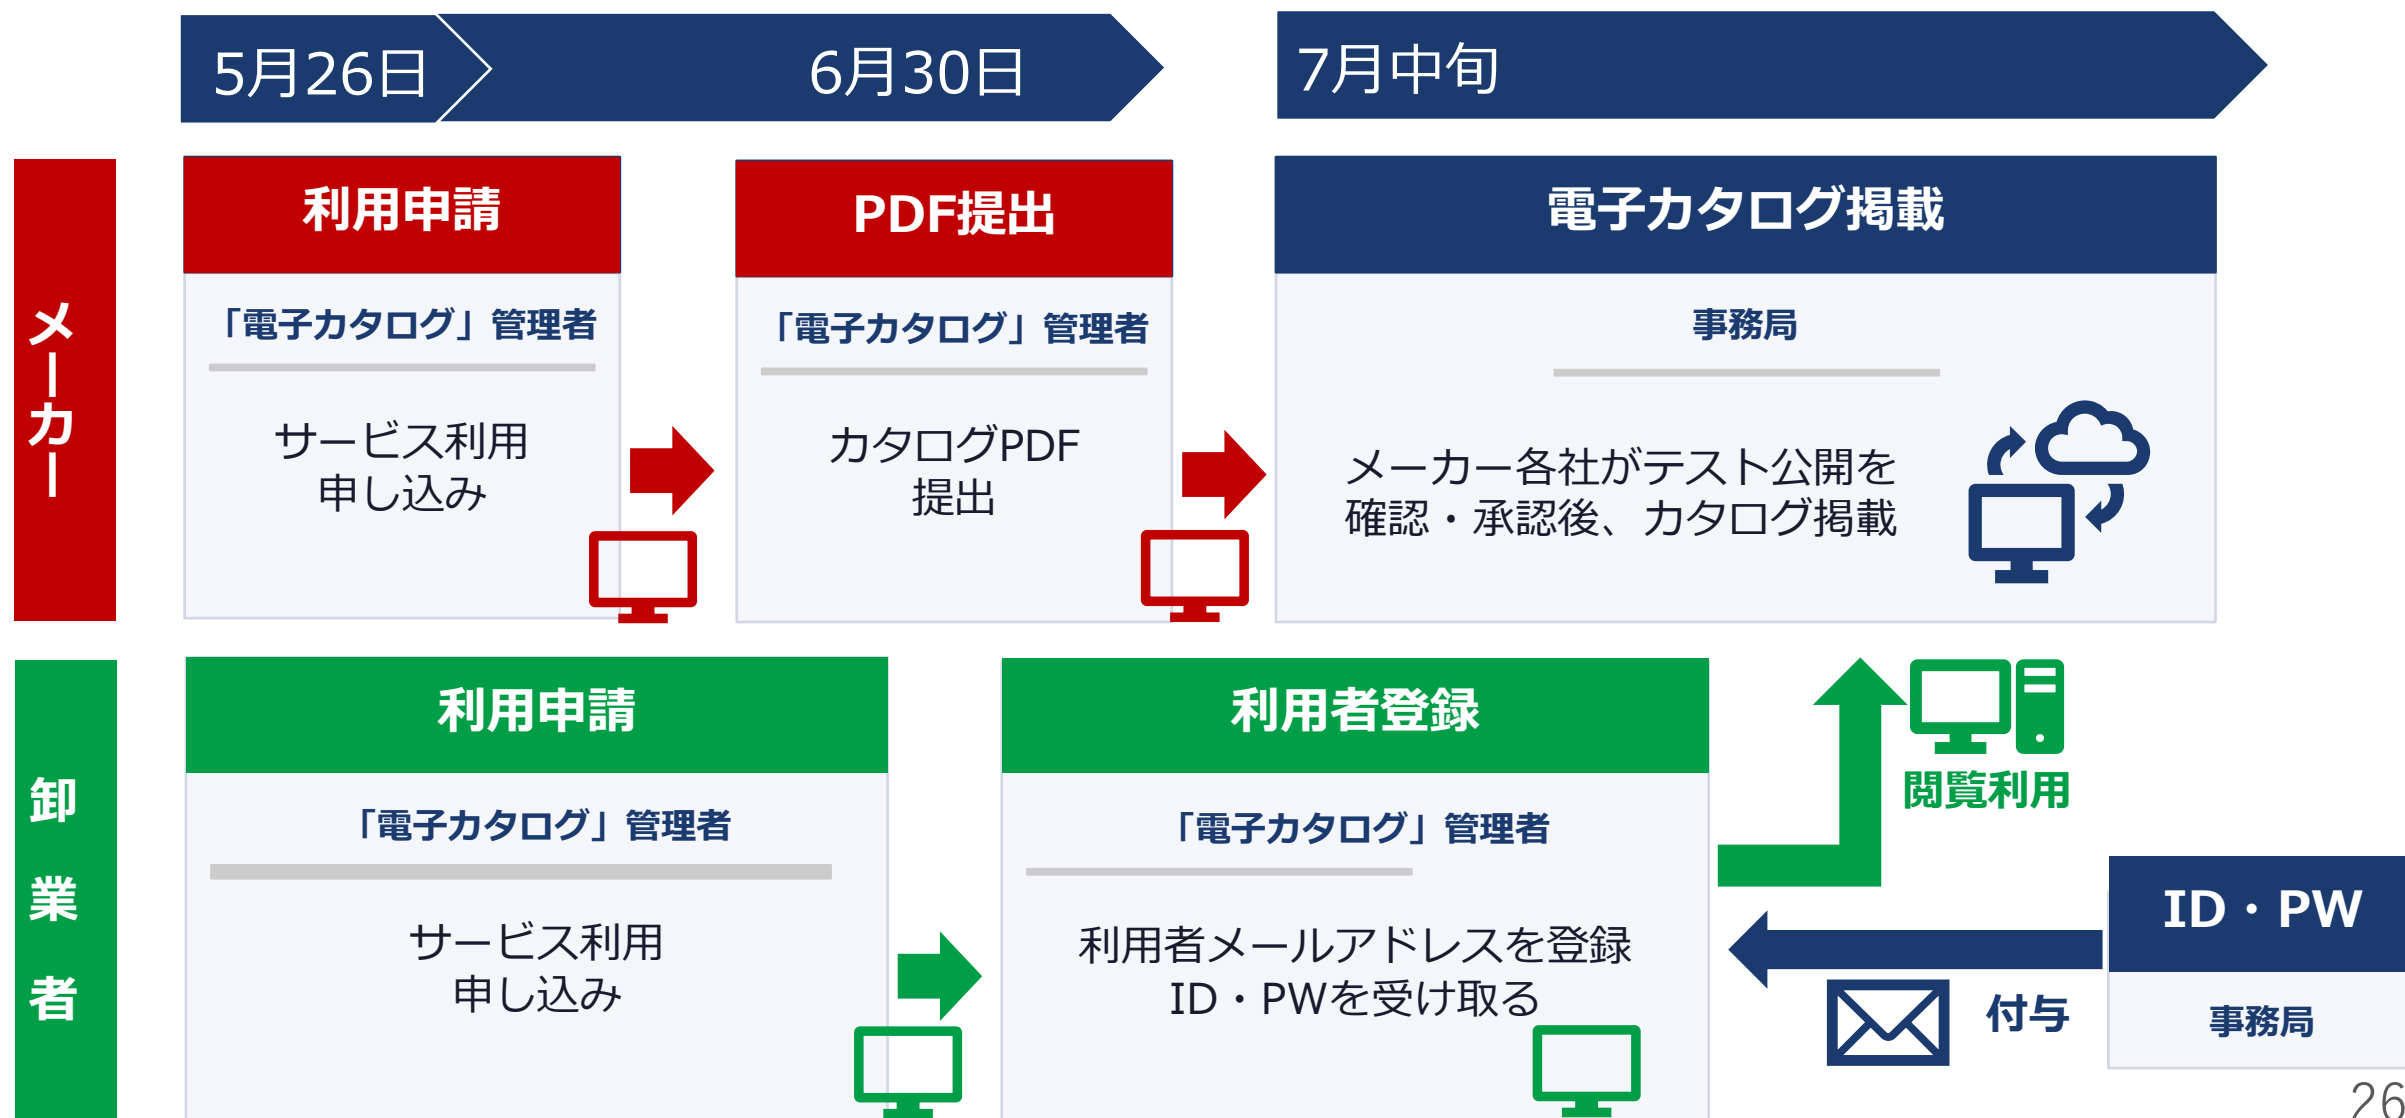 5月26日
6月30日
7月中旬
メーカー
利用申請
「電子カタログ」管理者
サービス利用
申し込み
PDF提出
「電子カタログ」管理者
カタログPDF
提出
電子カタログ掲載
事務局
メーカー各社がテスト公開を
確認・承認後、カタログ掲載
卸業者
利用申請
「電子カタログ」管理者
サービス利用
申し込み
利用者登録
「電子カタログ」管理者
利用者メールアドレスを登録
ID・PWを受け取る
閲覧利用
ID・PW
付与
事務局
26